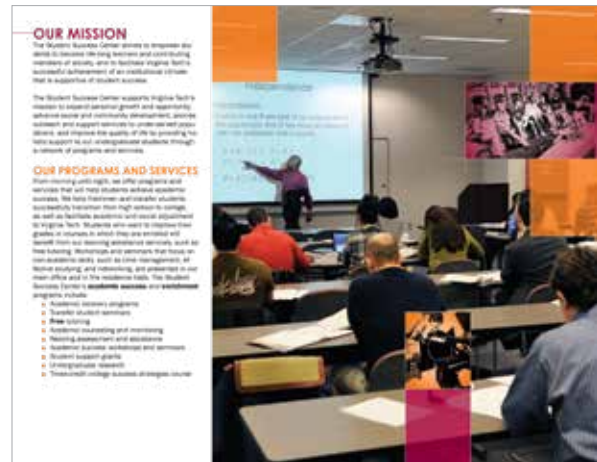 OUR MISSION
The Student Success Center strives to empower stu-
dents to become life-long learners and contributing
members of society, and to facilitate Virginia Tech's
successful achievement of an institutional climate
that is supportive of student success.
The Student Success Center supports Virginia Tech's
mission to expand personal growth and opportunity,
advance social and community development, provide
outreach and support services to under-served popu-
lations, and improve the quality of life by providing ho-
listic support to our undergraduate students through
a network of programs and services.
OUR PROGRAMS AND SERVICES
From morning until night, we offer programs and
services that will help students achieve academic
success. We help freshmen and transfer students
successfully transition from high school to college,
as well as facilitate academic and social adjustment
to Virginia Tech. Students who want to improve their
grades in courses in which they are enrolled will
benefit from our learning assistance services, such as
free tutoring. Workshops and seminars that focus on
non-academic skills, such as time management, ef-
fective studying, and networking, are presented in our
main office and in the residence halls. The Student
Success Center's academic success and enrichment
programs include:
Academic recovery programs
Transfer student seminars
Free tutoring
Academic counseling and mentoring
Reading assessment and assistance
Academic success workshops and seminars
Student support grants
Undergraduate research
Three-credit college success strategies course
Independence